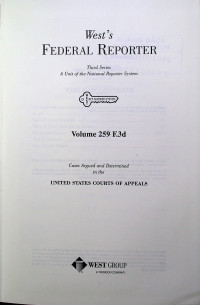 West's
FEDERAL REPORTER
Third Series
A Unit of the National Reporter System
Volume 259 F.3d
Cases Argued and Determined
in the
UNITED STATES COURTS OF APPEALS
WEST GROUP